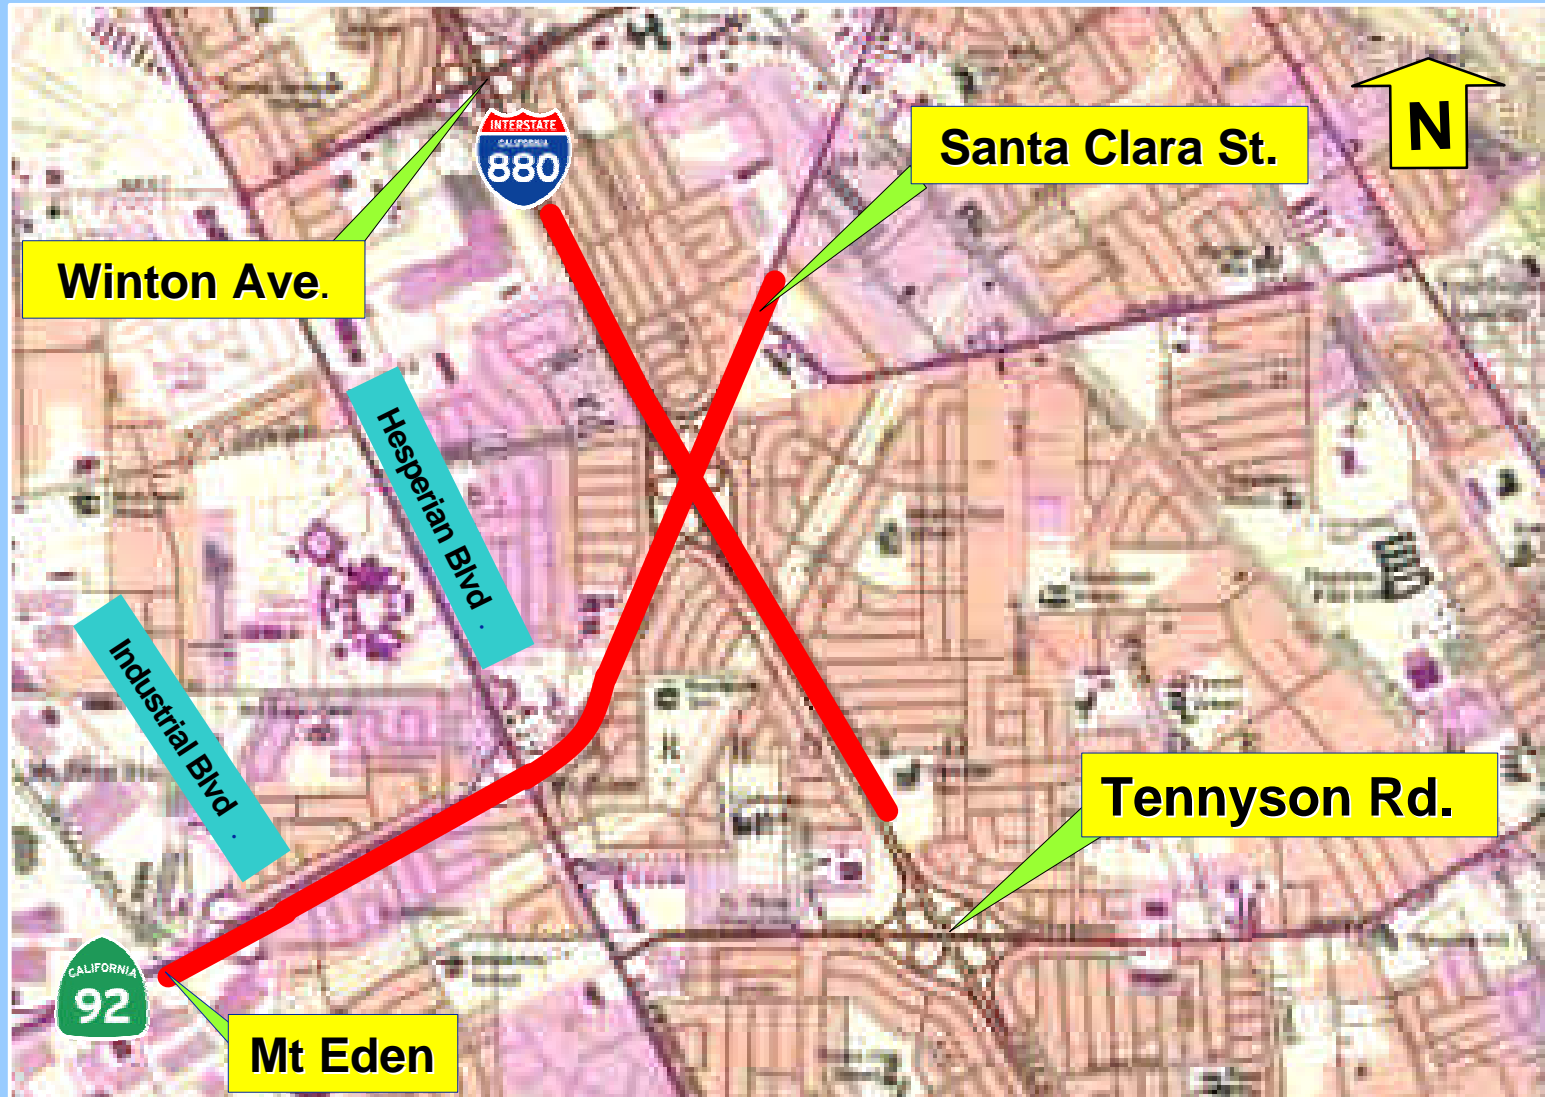 N
INTERSTATE
CALIFORNIA
880
Santa Clara St.
Winton Ave.
Hesperian Blvd .
Industrial Blvd .
Tennyson Rd.
CALIFORNIA
92
Mt Eden